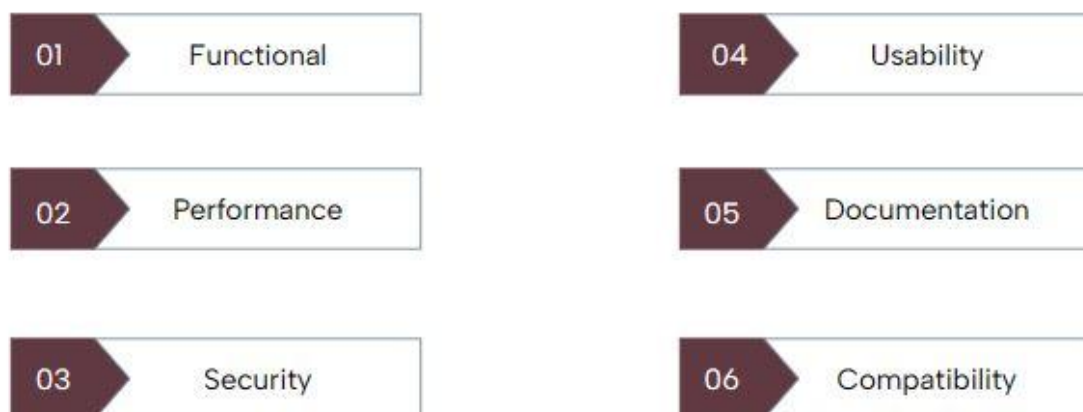 01 Functional
02 Performance
03 Security
04 Usability
05 Documentation
06 Compatibility